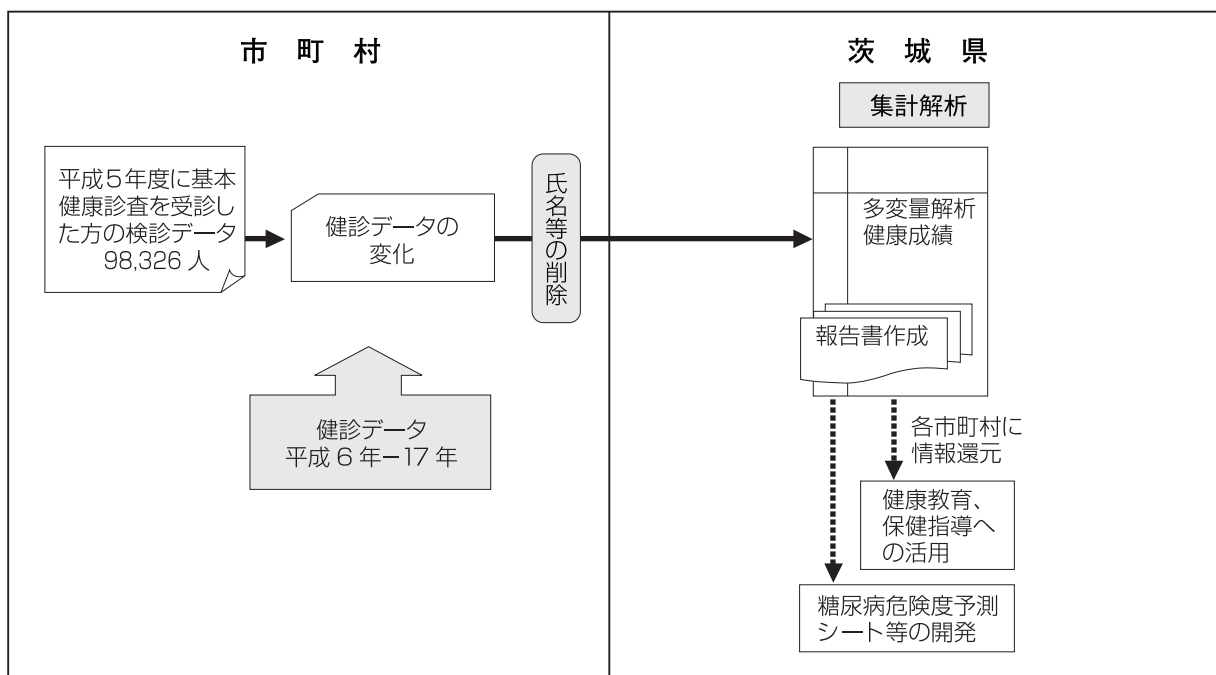 市町村
平成5年度に基本
健康診査を受診し
た方の検診データ
98,326人
健診データの
変化
氏名等の削除
健診データ
平成6年−17年
茨城県
集計解析
多変量解析
健康成績
報告書作成
各市町村に
情報還元
健康教育、
保健指導へ
の活用
糖尿病危険度予測
シート等の開発